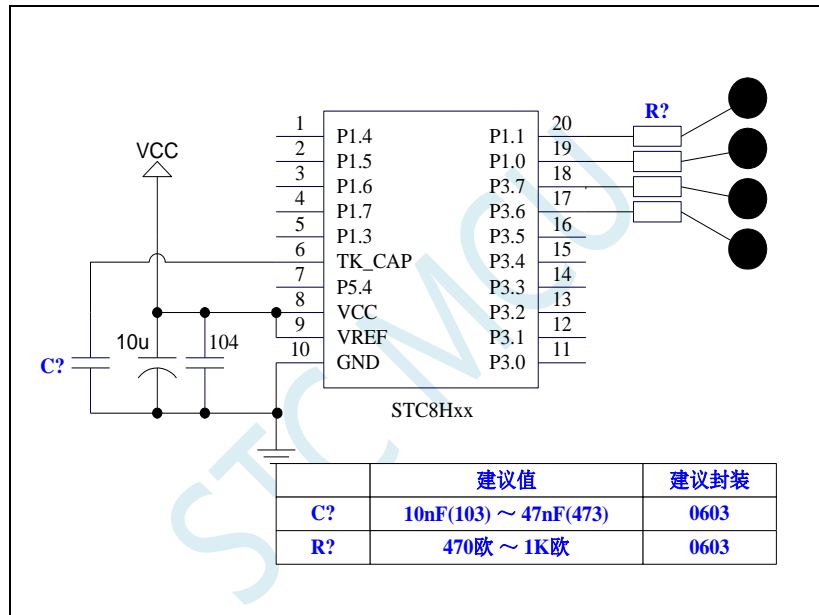 VCC
1 P1.4
2 P1.5
3 P1.6
4 P1.7
5 P1.3
6 TK_CAP
7 P5.4
8 VCC
9 VREF
10 GND
P1.1 20
P1.0 19
P3.7 18
P3.6 17
P3.5 16
P3.4 15
P3.3 14
P3.2 13
P3.1 12
P3.0 11
R?
C?
10u
104
STC8Hxx
STC MCU
建议值 建议封装
C? 10nF(103) ～ 47nF(473) 0603
R? 470欧 ～ 1K欧 0603